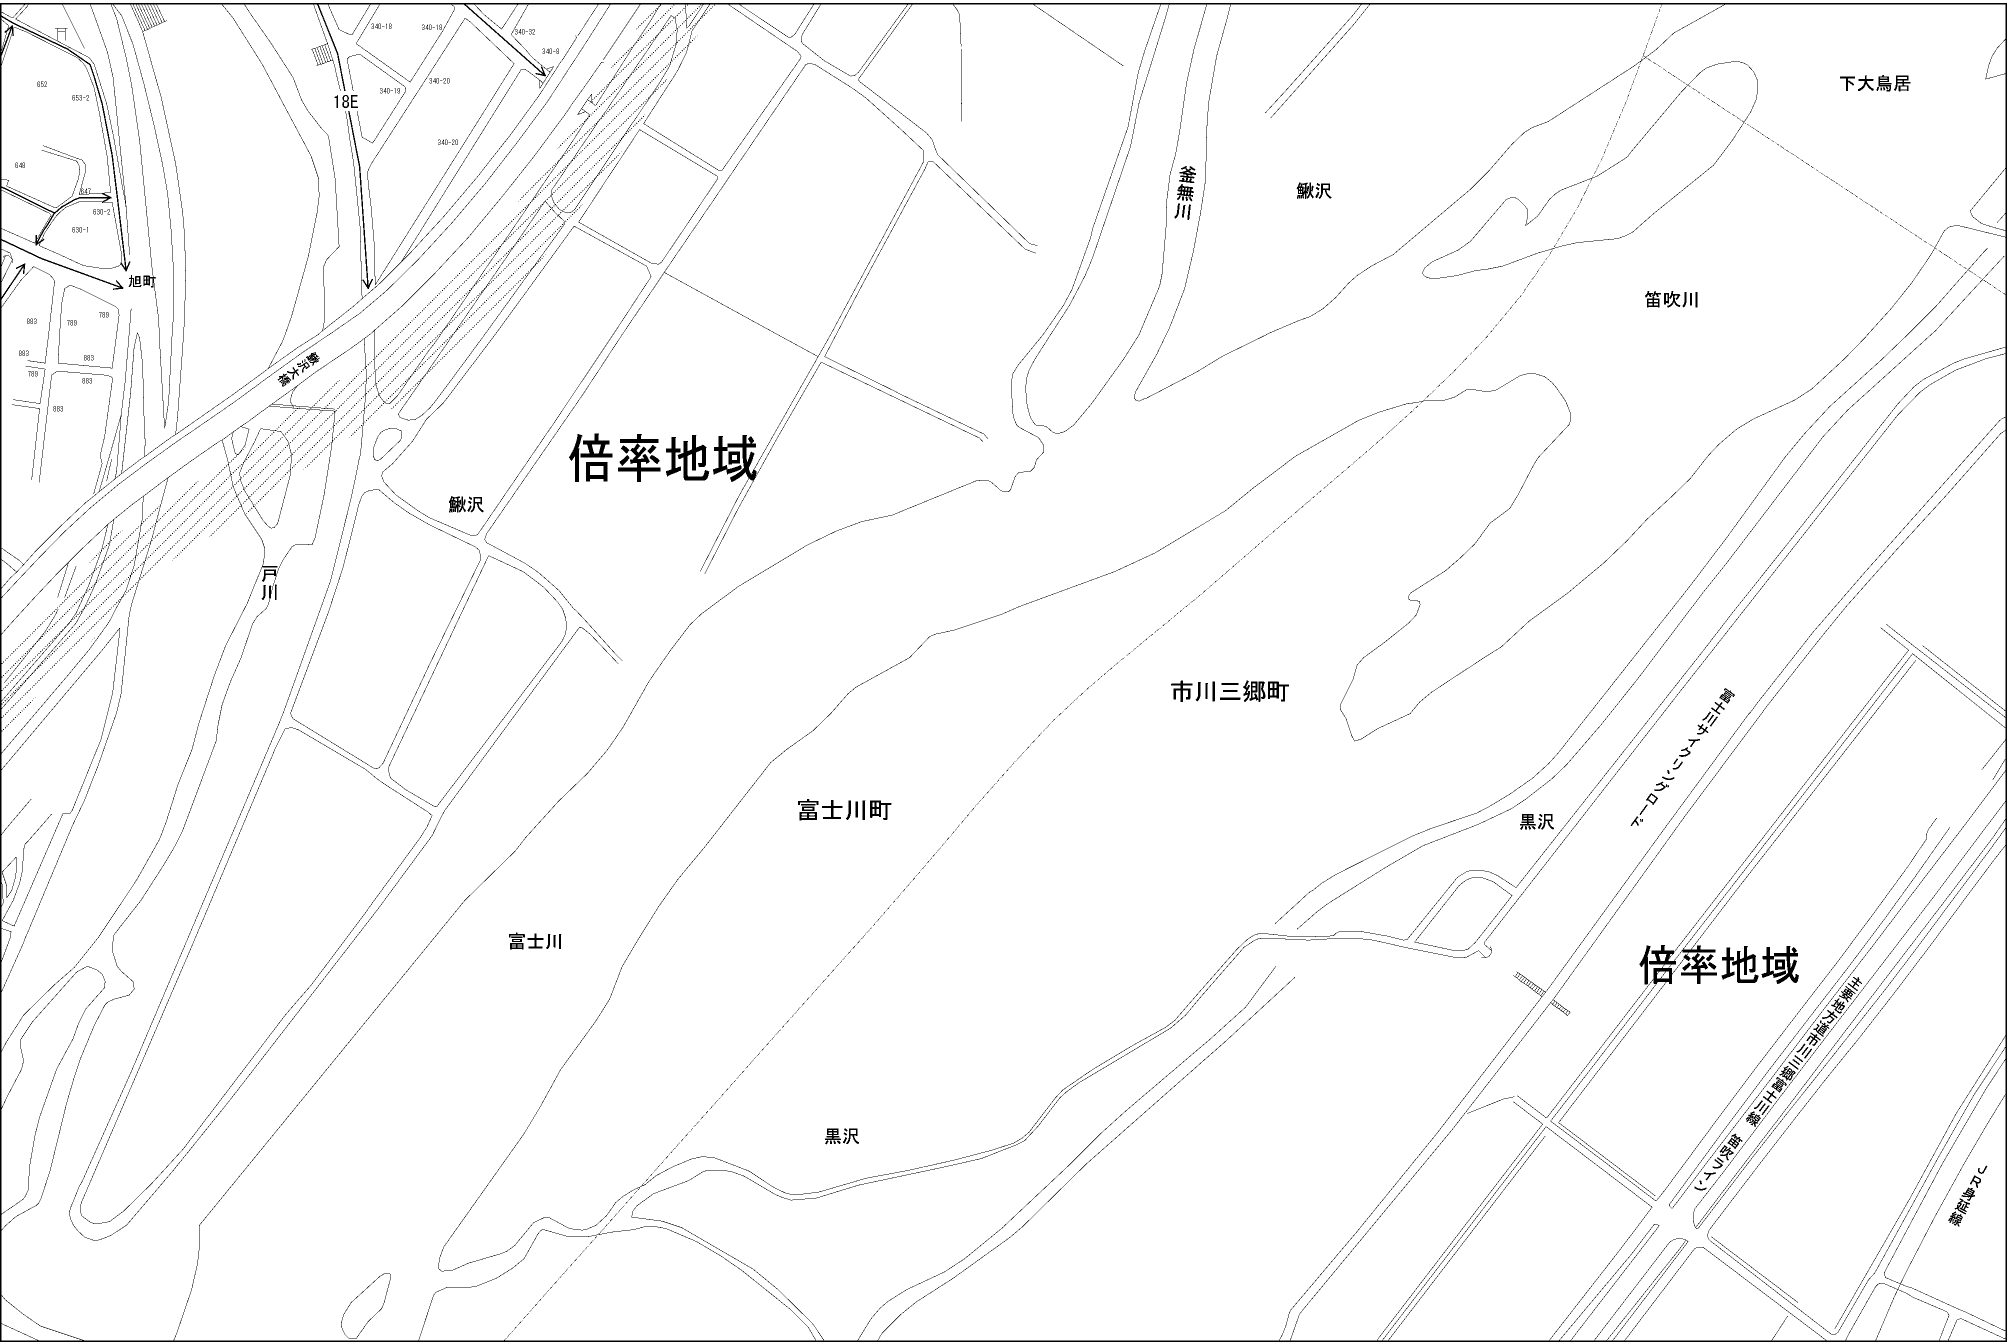 340-18
340-18
340-32
340-8
652
653-2
340-19
340-20
18E
340-20
648
647
630-2
630-1
旭町
883
789
789
883
883
789
883
883
鰍沢大橋
下大鳥居
釜無川
鰍沢
笛吹川
倍率地域
鰍沢
戸川
市川三郷町
富士川サイクリングロード
富士川町
黒沢
富士川
倍率地域
主要地方道市川三郷富士川線 笛吹ライン
黒沢
JR身延線